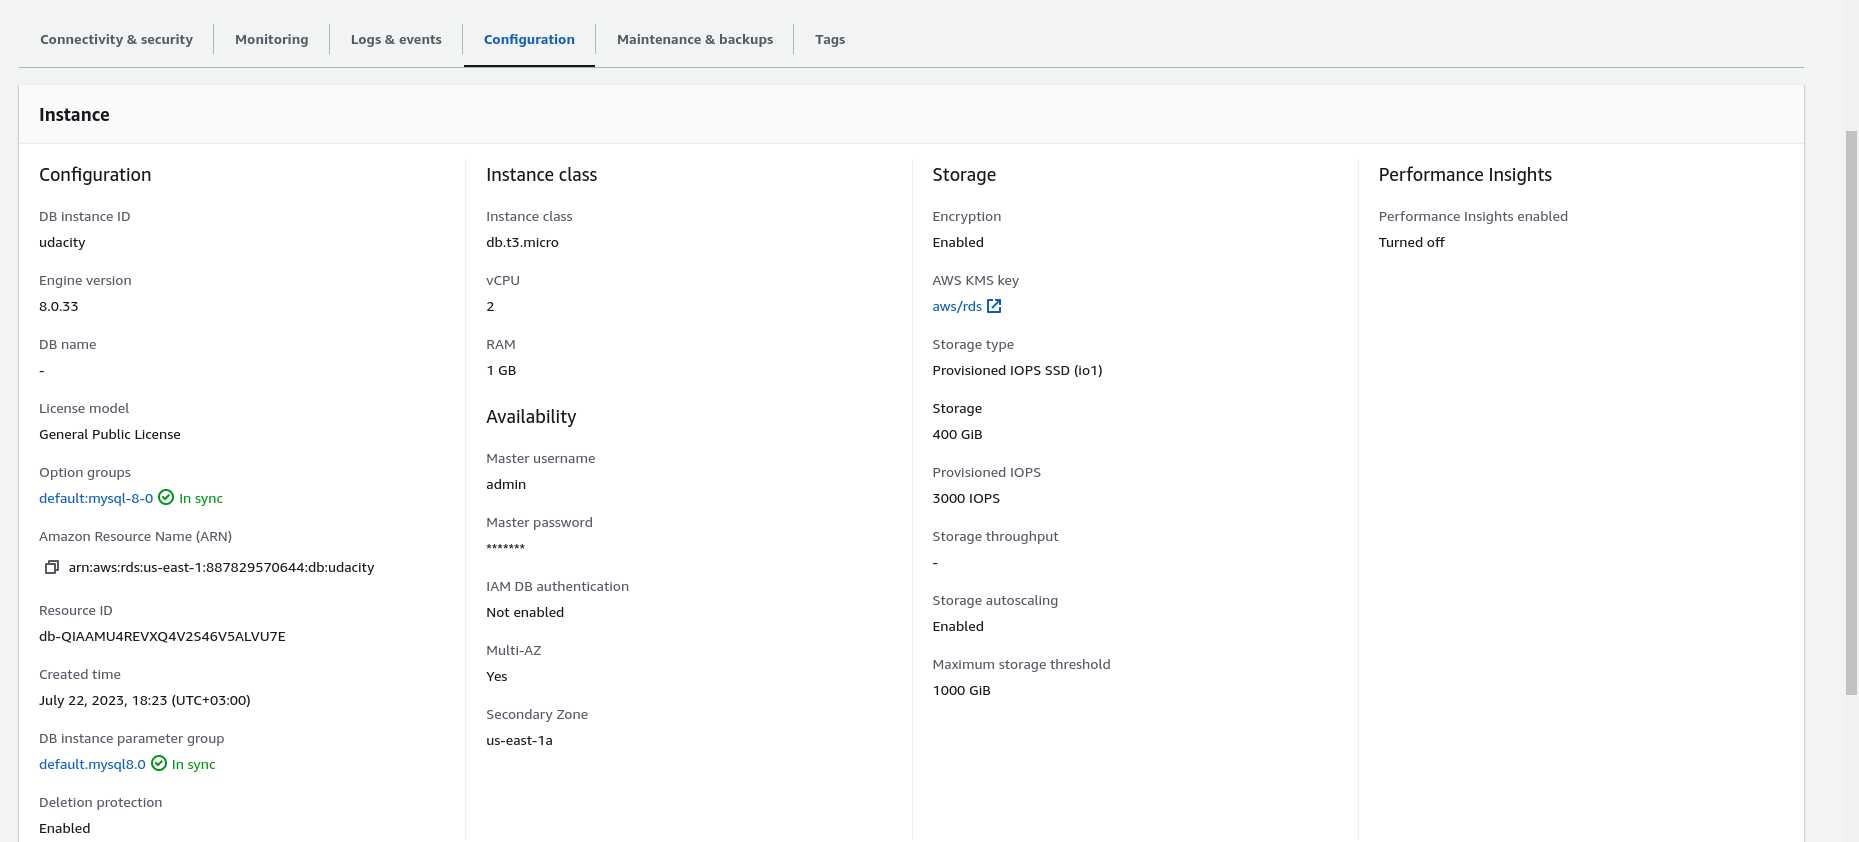 Connectivity & security
Monitoring
Logs & events
Configuration
Maintenance & backups
Tags
Instance
Configuration
DB instance ID
udacity
Engine version
8.0.33
DB name
-
License model
General Public License
Option groups
default:mysql-8-0 In sync
Amazon Resource Name (ARN)
arn:aws:rds:us-east-1:887829570644:db:udacity
Resource ID
db-QIAAMU4REVXQ4V2S46V5ALVU7E
Created time
July 22, 2023, 18:23 (UTC+03:00)
DB instance parameter group
default.mysql8.0 In sync
Deletion protection
Enabled
Instance class
Instance class
db.t3.micro
vCPU
2
RAM
1 GB
Availability
Master username
admin
Master password
*******
IAM DB authentication
Not enabled
Multi-AZ
Yes
Secondary Zone
us-east-1a
Storage
Encryption
Enabled
AWS KMS key
aws/rds
Storage type
Provisioned IOPS SSD (io1)
Storage
400 GiB
Provisioned IOPS
3000 IOPS
Storage throughput
-
Storage autoscaling
Enabled
Maximum storage threshold
1000 GiB
Performance Insights
Performance Insights enabled
Turned off